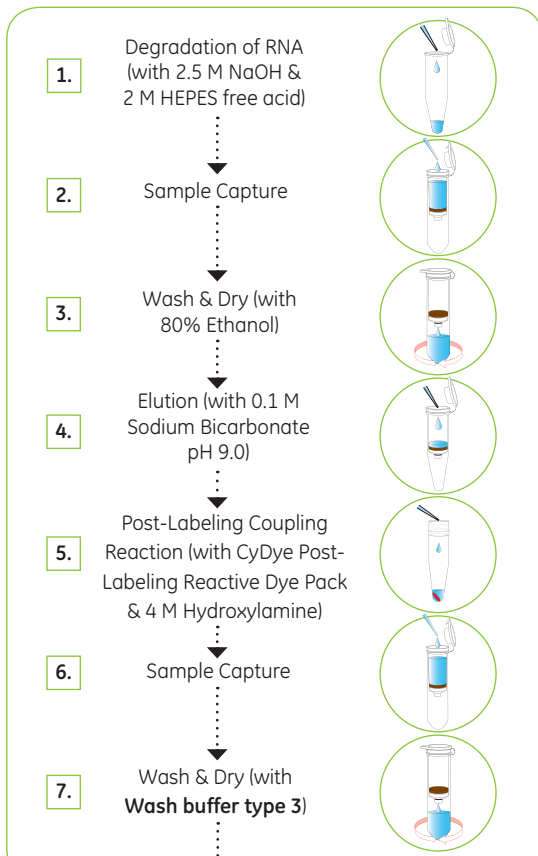 1.
Degradation of RNA
(with 2.5 M NaOH &
2 M HEPES free acid)
2.
Sample Capture
3.
Wash & Dry (with
80% Ethanol)
4.
Elution (with 0.1 M
Sodium Bicarbonate
pH 9.0)
5.
Post-Labeling Coupling
Reaction (with CyDye Post-
Labeling Reactive Dye Pack
& 4 M Hydroxylamine)
6.
Sample Capture
7.
Wash & Dry (with
Wash buffer type 3)